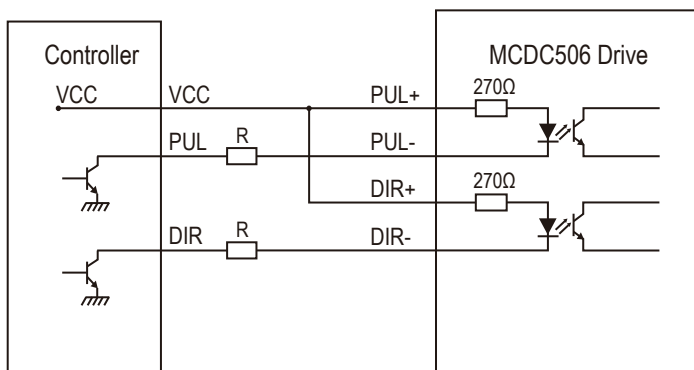 Controller
MCDC506 Drive
VCC
VCC
PUL+
270Ω
PUL
R
PUL-
DIR+
270Ω
DIR
R
DIR-